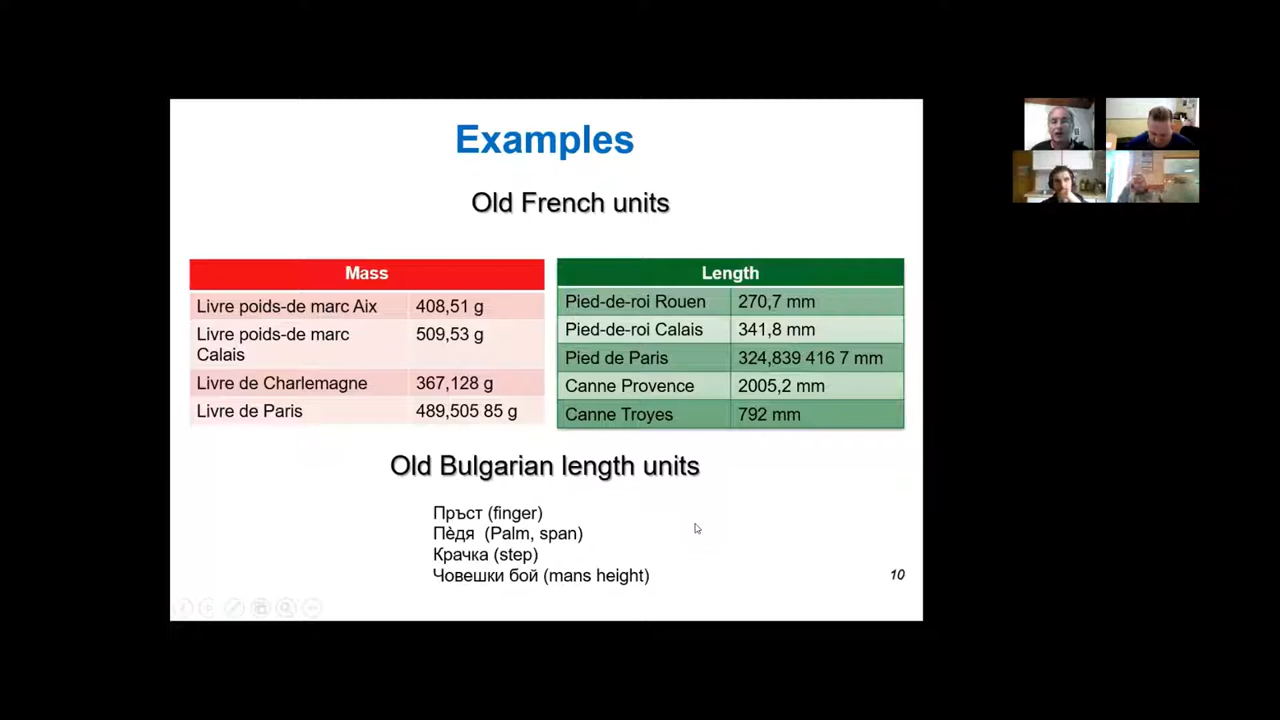 Examples
Old French units
Mass
Livre poids-de marc Aix 408,51 g
Livre poids-de marc 509,53 g
Calais
Livre de Charlemagne 367,128 g
Livre de Paris 489,505 85 g
Length
Pied-de-roi Rouen 270,7 mm
Pied-de-roi Calais 341,8 mm
Pied de Paris 324,839 416 7 mm
Canne Provence 2005,2 mm
Canne Troyes 792 mm
Old Bulgarian length units
Пръст (finger)
Пѐдя (Palm, span)
Крачка (step)
Човешки бой (mans height)
10